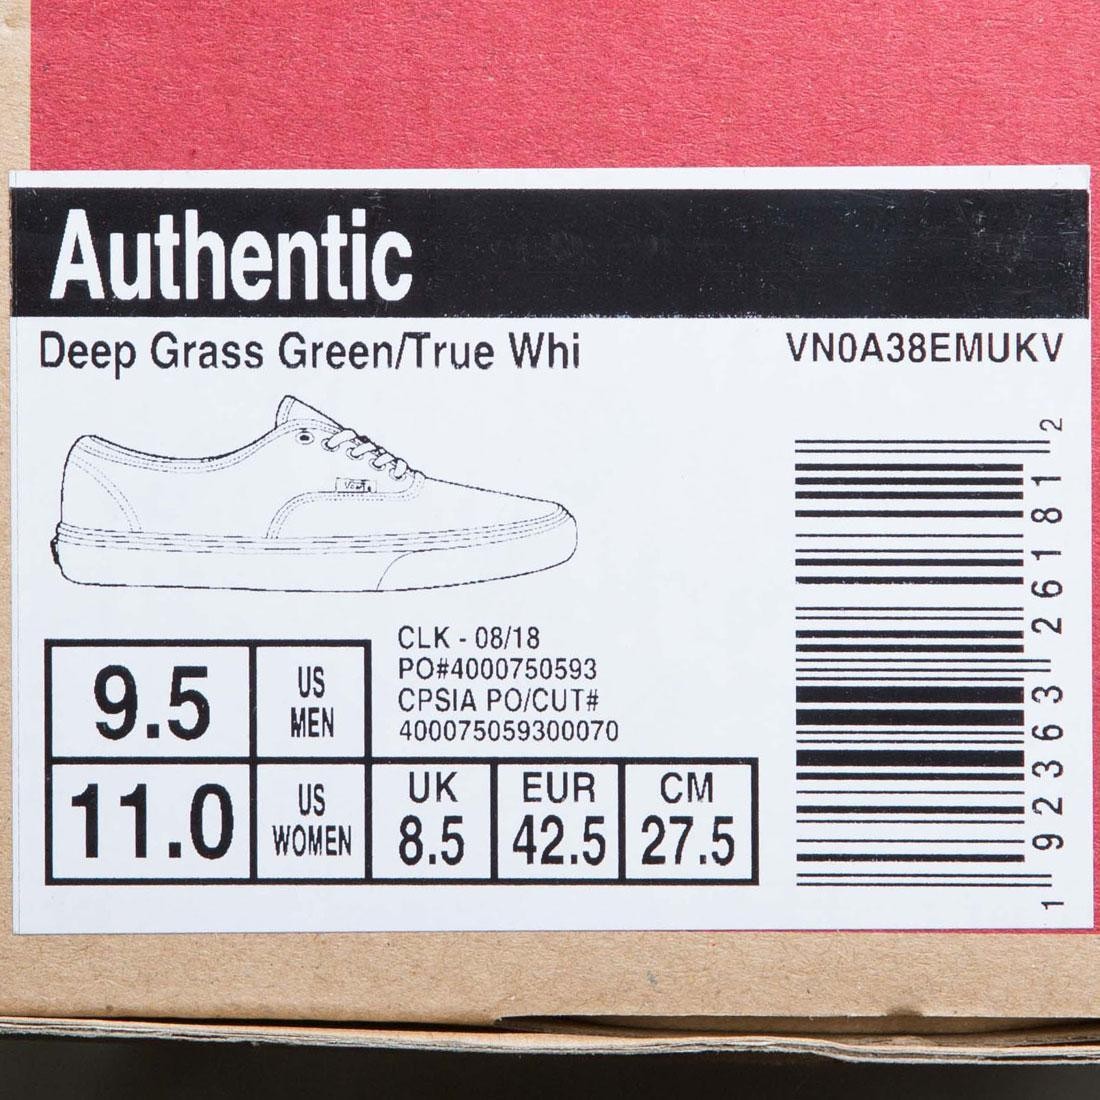 Authentic
Deep Grass Green/True Whi
VN0A38EMUKV
CLK - 08/18
PO#4000750593
CPSIA PO/CUT#
400075059300070
9.5 US MEN
11.0 US WOMEN
UK 8.5
EUR 42.5
CM 27.5
1 92363 26181 2